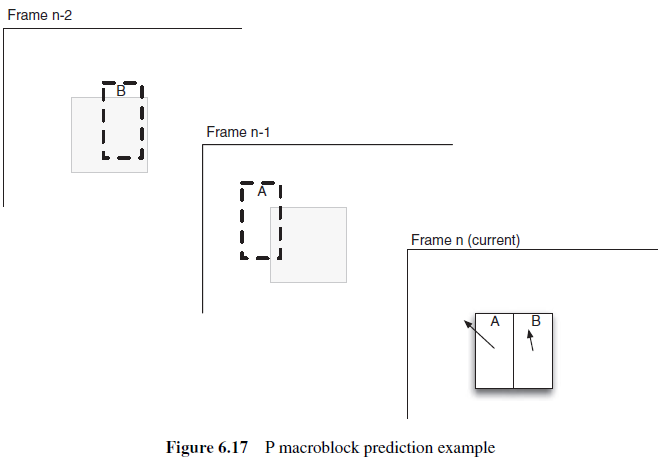 Frame n-2
B
Frame n-1
A
Frame n (current)
A B
Figure 6.17 P macroblock prediction example